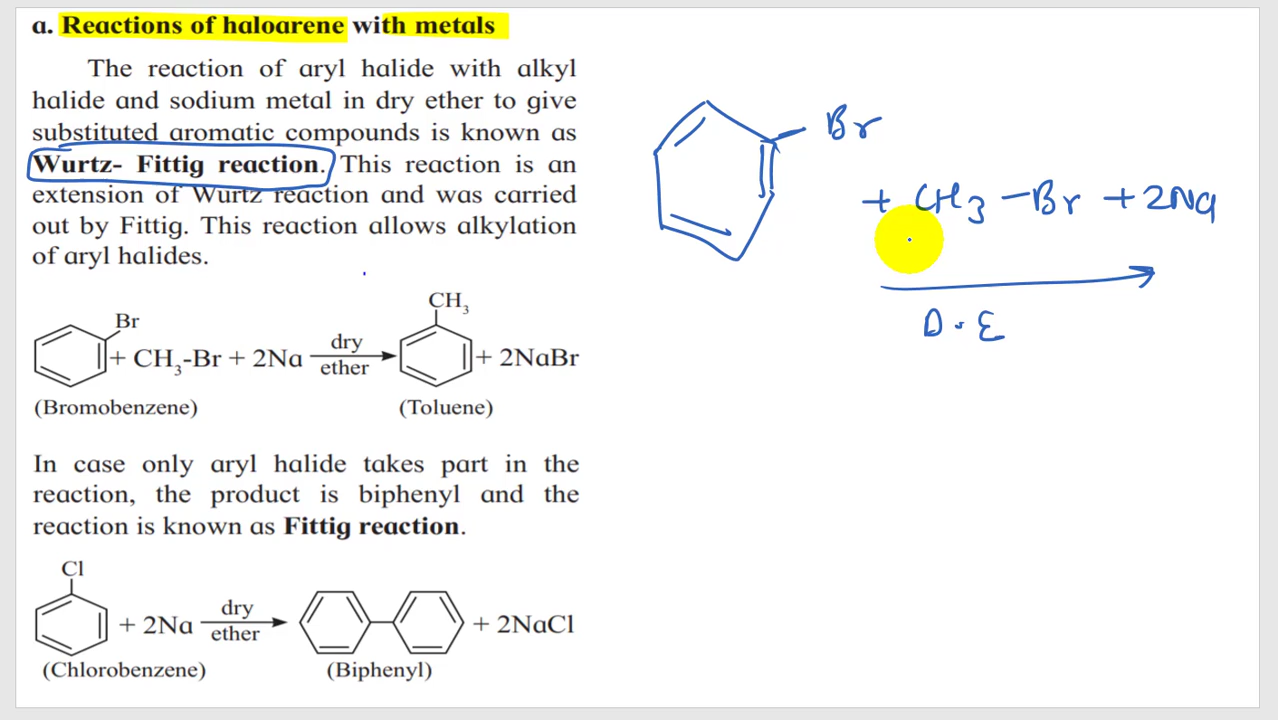 a. Reactions of haloarene with metals
The reaction of aryl halide with alkyl
halide and sodium metal in dry ether to give
substituted aromatic compounds is known as
Wurtz- Fittig reaction. This reaction is an
extension of Wurtz reaction and was carried
out by Fittig. This reaction allows alkylation
of aryl halides.
Br
+ CH₃-Br + 2Na dry ether
CH₃
+ 2NaBr
(Bromobenzene) (Toluene)
In case only aryl halide takes part in the
reaction, the product is biphenyl and the
reaction is known as Fittig reaction.
Cl
+ 2Na dry ether + 2NaCl
(Chlorobenzene) (Biphenyl)
Br
+ CH3 - Br + 2Na
D.E